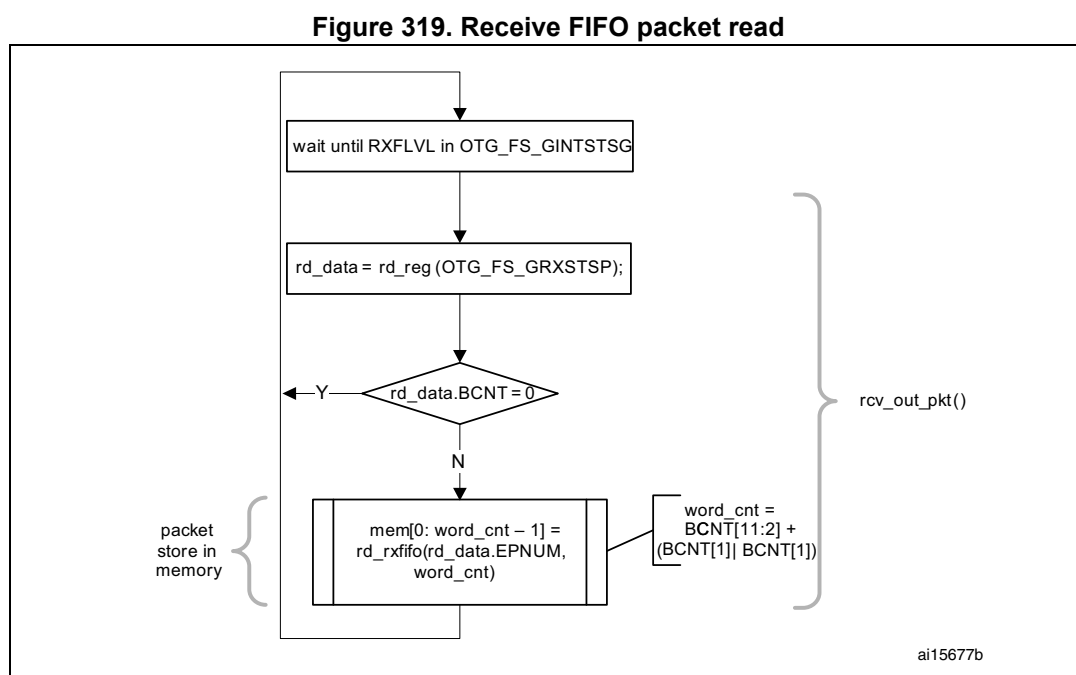 Figure 319. Receive FIFO packet read
wait until RXFLVL in OTG_FS_GINTSTSG
rd_data = rd_reg (OTG_FS_GRXSTSP);
rd_data.BCNT = 0
Y
rcv_out_pkt()
N
packet
store in
memory
mem[0: word_cnt – 1] =
rd_rxfifo(rd_data.EPNUM,
word_cnt)
word_cnt =
BCNT[11:2] +
(BCNT[1] | BCNT[1])
ai15677b